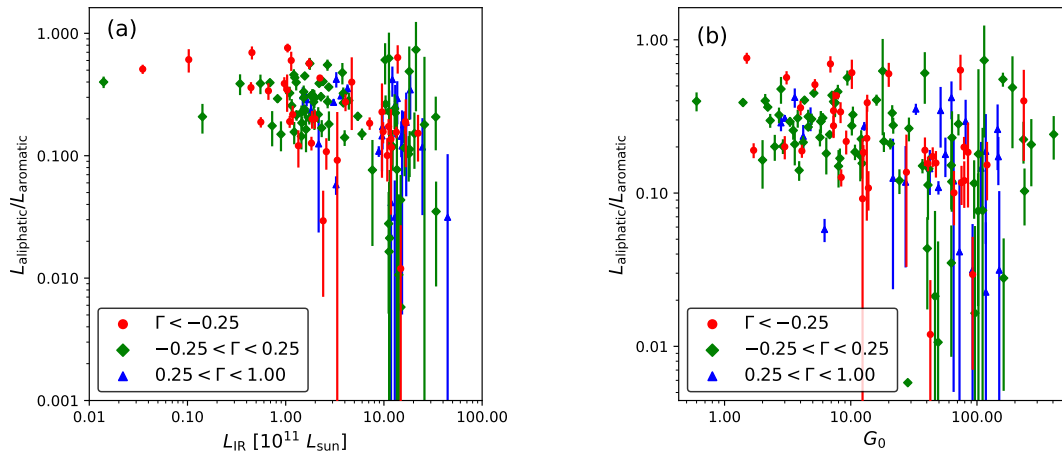 (a)
1.000
0.100
0.010
0.001
L_aliphatic/L_aromatic
0.01 0.10 1.00 10.00 100.00
L_IR [10^11 L_sun]
Γ < −0.25
−0.25 < Γ < 0.25
0.25 < Γ < 1.00
(b)
1.00
0.10
0.01
L_aliphatic/L_aromatic
1.00 10.00 100.00
G_0
Γ < −0.25
−0.25 < Γ < 0.25
0.25 < Γ < 1.00